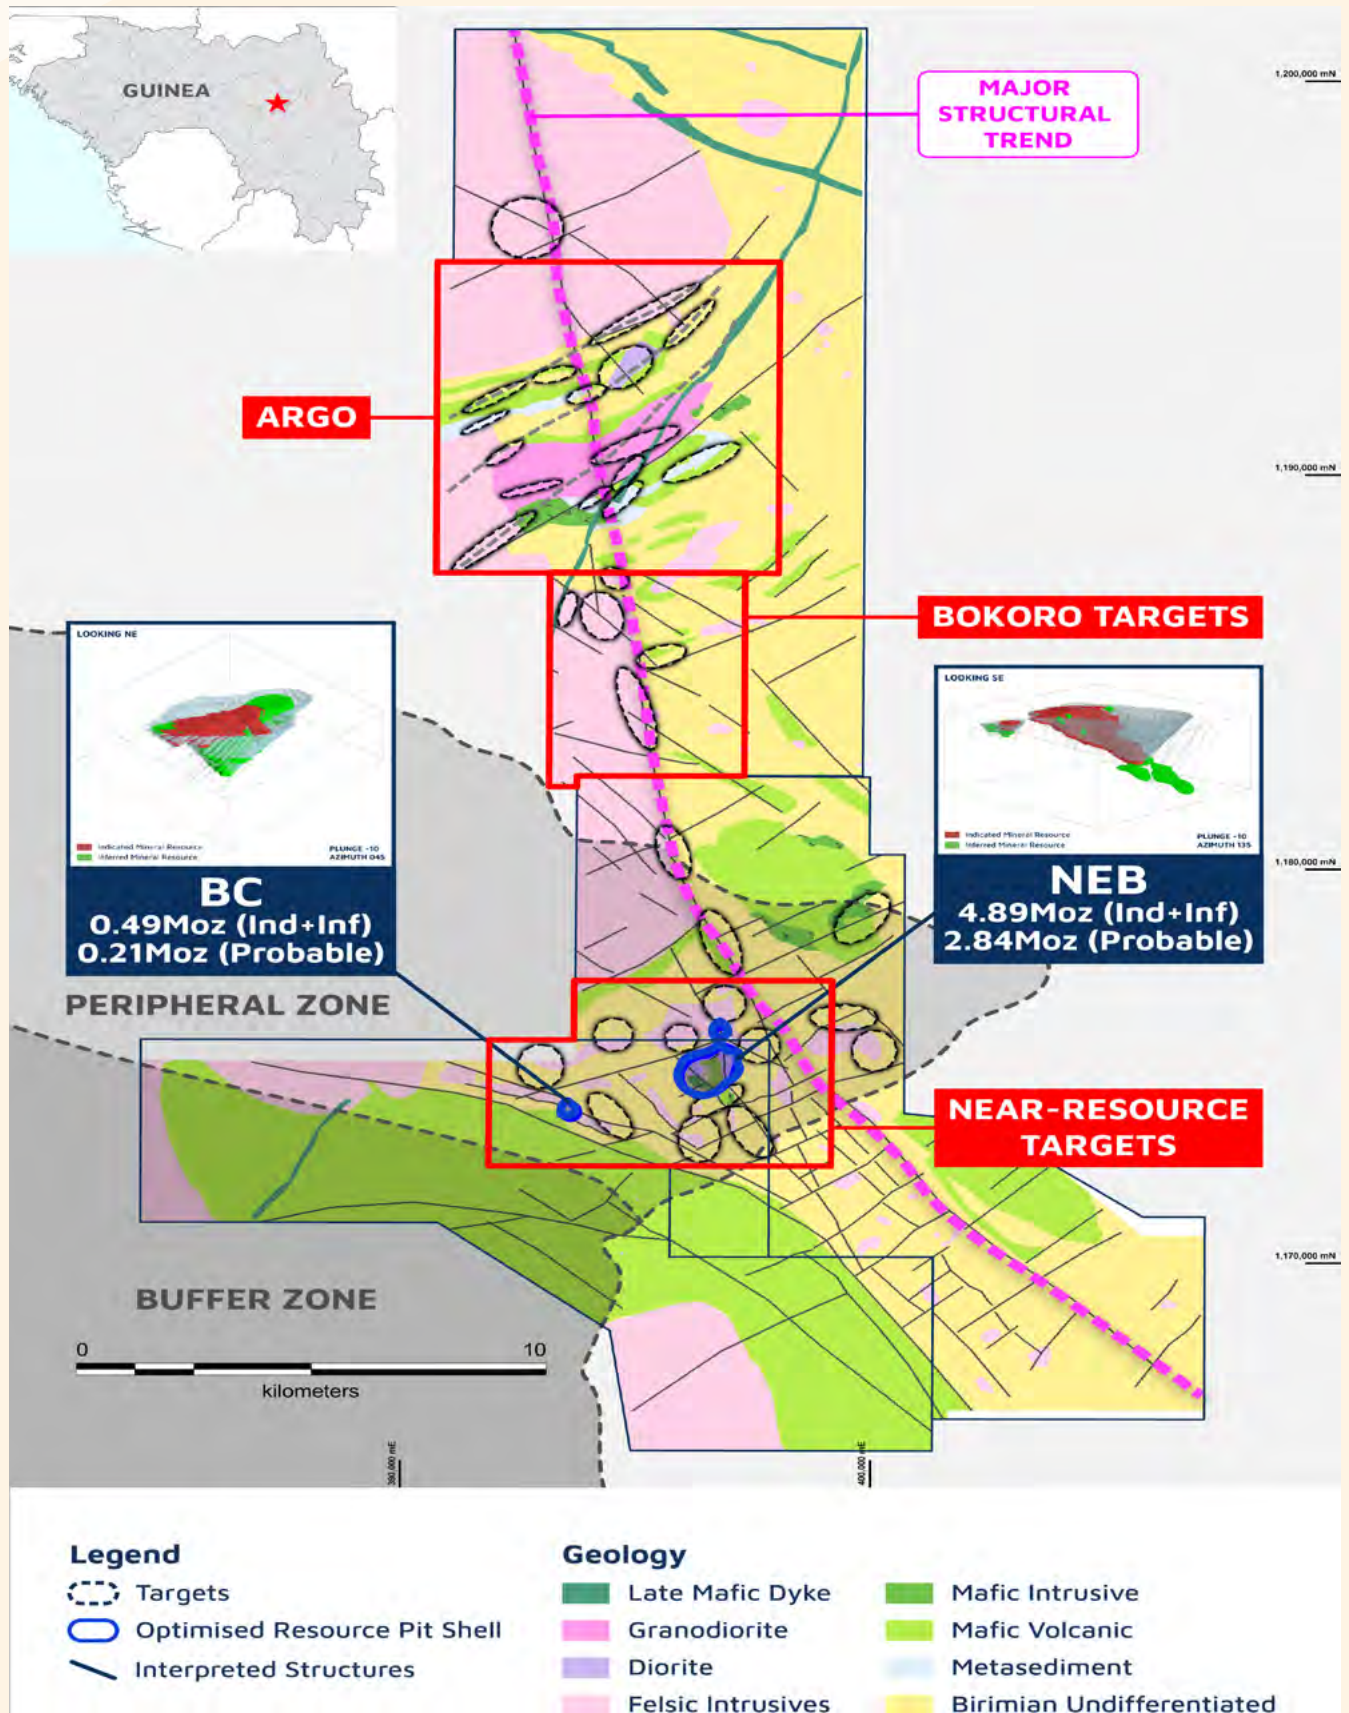 GUINEA
MAJOR
STRUCTURAL
TREND
1,200,000 mN
ARGO
1,190,000 mN
BOKORO TARGETS
LOOKING NE
Indicated Mineral Resource
Inferred Mineral Resource
PLUNGE -10
AZIMUTH 045
BC
0.49Moz (Ind+Inf)
0.21Moz (Probable)
LOOKING SE
Indicated Mineral Resource
Inferred Mineral Resource
PLUNGE -10
AZIMUTH 135
NEB
4.89Moz (Ind+Inf)
2.84Moz (Probable)
1,180,000 mN
PERIPHERAL ZONE
NEAR-RESOURCE
TARGETS
1,170,000 mN
BUFFER ZONE
0 10
kilometers
390,000 mE
400,000 mE
Legend
Targets
Optimised Resource Pit Shell
Interpreted Structures
Geology
Late Mafic Dyke
Granodiorite
Diorite
Felsic Intrusives
Mafic Intrusive
Mafic Volcanic
Metasediment
Birimian Undifferentiated